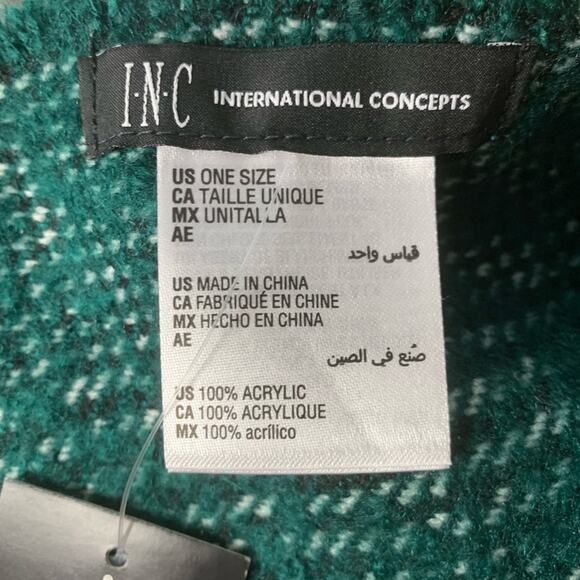 I·N·C INTERNATIONAL CONCEPTS
US ONE SIZE
CA TAILLE UNIQUE
MX UNITALLA
AE
قياس واحد
US MADE IN CHINA
CA FABRIQUÉ EN CHINE
MX HECHO EN CHINA
AE
صُنع في الصين
US 100% ACRYLIC
CA 100% ACRYLIQUE
MX 100% acrílico